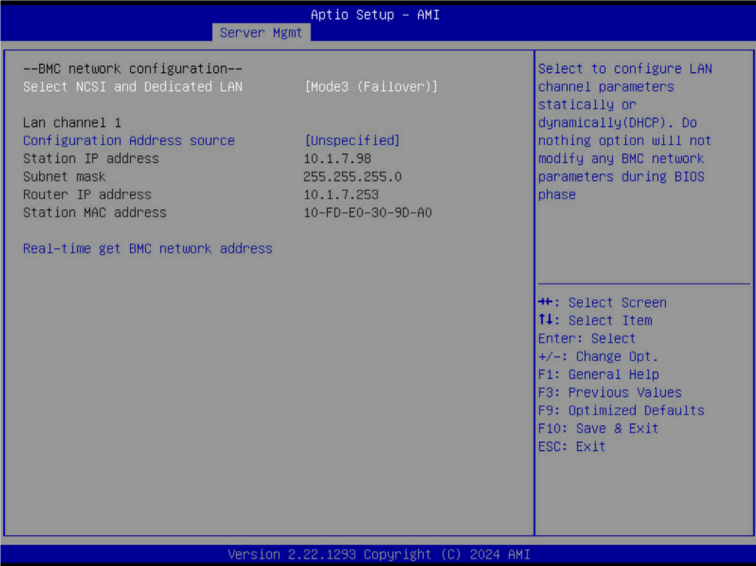 Aptio Setup - AMI
Server Mgmt
--BMC network configuration--
Select NCSI and Dedicated LAN [Mode3 (Failover)]
Lan channel 1
Configuration Address source [Unspecified]
Station IP address 10.1.7.98
Subnet mask 255.255.255.0
Router IP address 10.1.7.253
Station MAC address 10-FD-E0-30-9D-A0
Real-time get BMC network address
Select to configure LAN
channel parameters
statically or
dynamically(DHCP). Do
nothing option will not
modify any BMC network
parameters during BIOS
phase
→←: Select Screen
↑↓: Select Item
Enter: Select
+/-: Change Opt.
F1: General Help
F3: Previous Values
F9: Optimized Defaults
F10: Save & Exit
ESC: Exit
Version 2.22.1293 Copyright (C) 2024 AMI